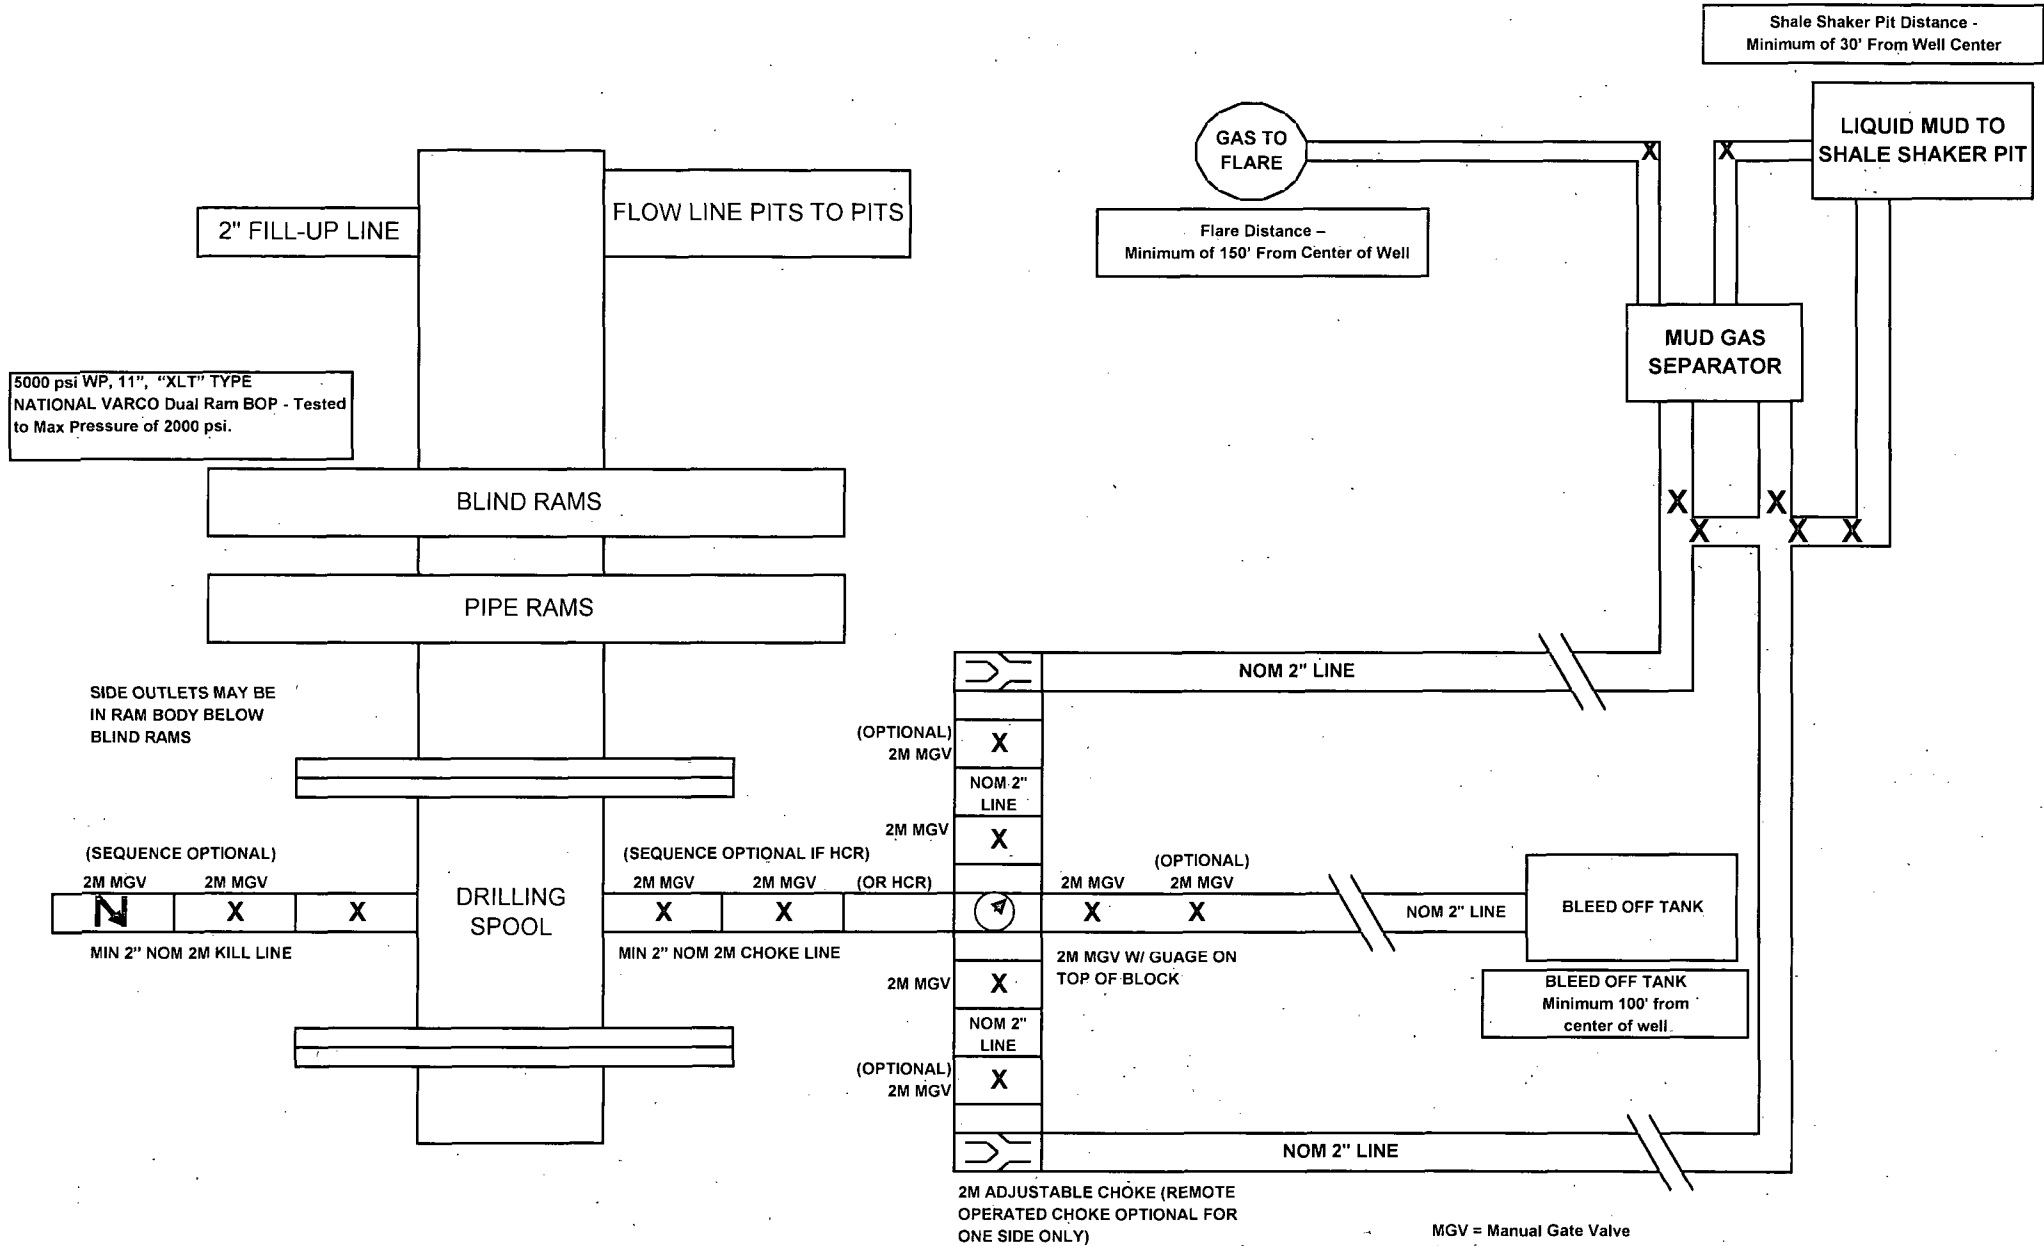 Shale Shaker Pit Distance -
Minimum of 30' From Well Center
LIQUID MUD TO
SHALE SHAKER PIT
GAS TO
FLARE
Flare Distance –
Minimum of 150' From Center of Well
FLOW LINE PITS TO PITS
2" FILL-UP LINE
MUD GAS
SEPARATOR
5000 psi WP, 11", "XLT" TYPE
NATIONAL VARCO Dual Ram BOP - Tested
to Max Pressure of 2000 psi.
BLIND RAMS
PIPE RAMS
SIDE OUTLETS MAY BE
IN RAM BODY BELOW
BLIND RAMS
NOM 2" LINE
(OPTIONAL)
2M MGV
NOM 2"
LINE
2M MGV
(SEQUENCE OPTIONAL)
2M MGV 2M MGV
MIN 2" NOM 2M KILL LINE
DRILLING
SPOOL
(SEQUENCE OPTIONAL IF HCR)
2M MGV 2M MGV (OR HCR)
MIN 2" NOM 2M CHOKE LINE
(OPTIONAL)
2M MGV 2M MGV
NOM 2" LINE
BLEED OFF TANK
2M MGV W/ GUAGE ON
TOP OF BLOCK
BLEED OFF TANK
Minimum 100' from
center of well
2M MGV
NOM 2"
LINE
(OPTIONAL)
2M MGV
NOM 2" LINE
2M ADJUSTABLE CHOKE (REMOTE
OPERATED CHOKE OPTIONAL FOR
ONE SIDE ONLY)
MGV = Manual Gate Valve